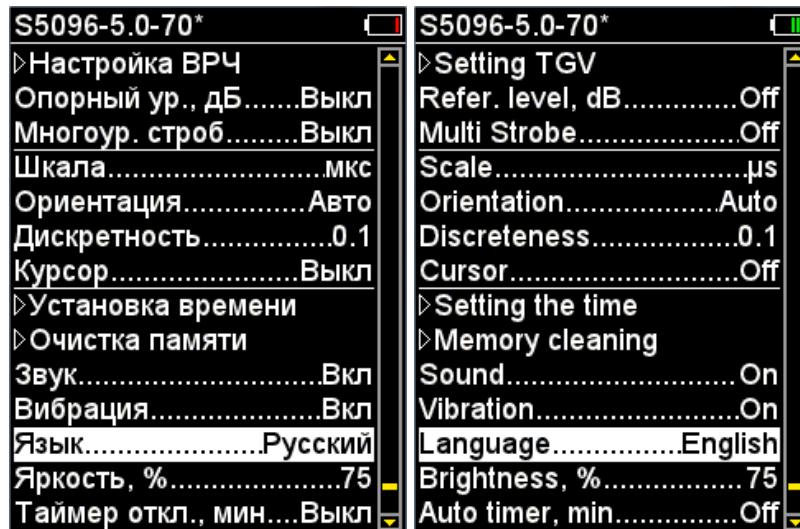 S5096-5.0-70*
▷Настройка ВРЧ
Опорный ур., дБ.......Выкл
Многоур. строб........Выкл
Шкала............................мкс
Ориентация...............Авто
Дискретность...............0.1
Курсор........................Выкл
▷Установка времени
▷Очистка памяти
Звук.............................Вкл
Вибрация.....................Вкл
Язык.....................Русский
Яркость, %....................75
Таймер откл., мин....Выкл
S5096-5.0-70*
▷Setting TGV
Refer. level, dB..............Off
Multi Strobe....................Off
Scale................................µs
Orientation..................Auto
Discreteness.................0.1
Cursor.............................Off
▷Setting the time
▷Memory cleaning
Sound..............................On
Vibration..........................On
Language................English
Brightness, %..................75
Auto timer, min...............Off